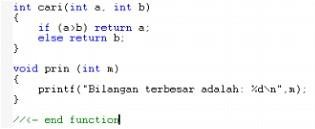 int cari(int a, int b)
{
if (a>b) return a;
else return b;
}
void prin (int m)
{
printf("Bilangan terbesar adalah: %d\n",m);
}
//<- end function